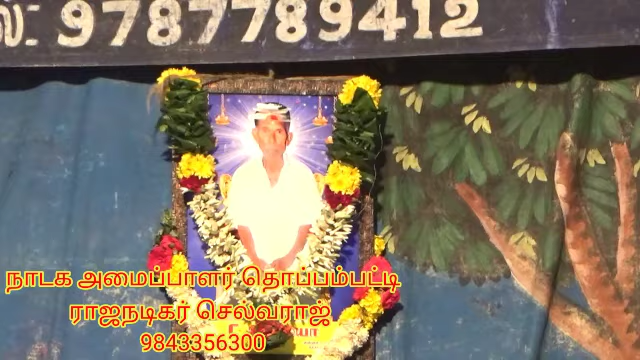 ல்: 9787789412
நாடக அமைப்பாளர் தொப்பம்பட்டி
ராஜநடிகர் செல்வராஜ்
9843356300